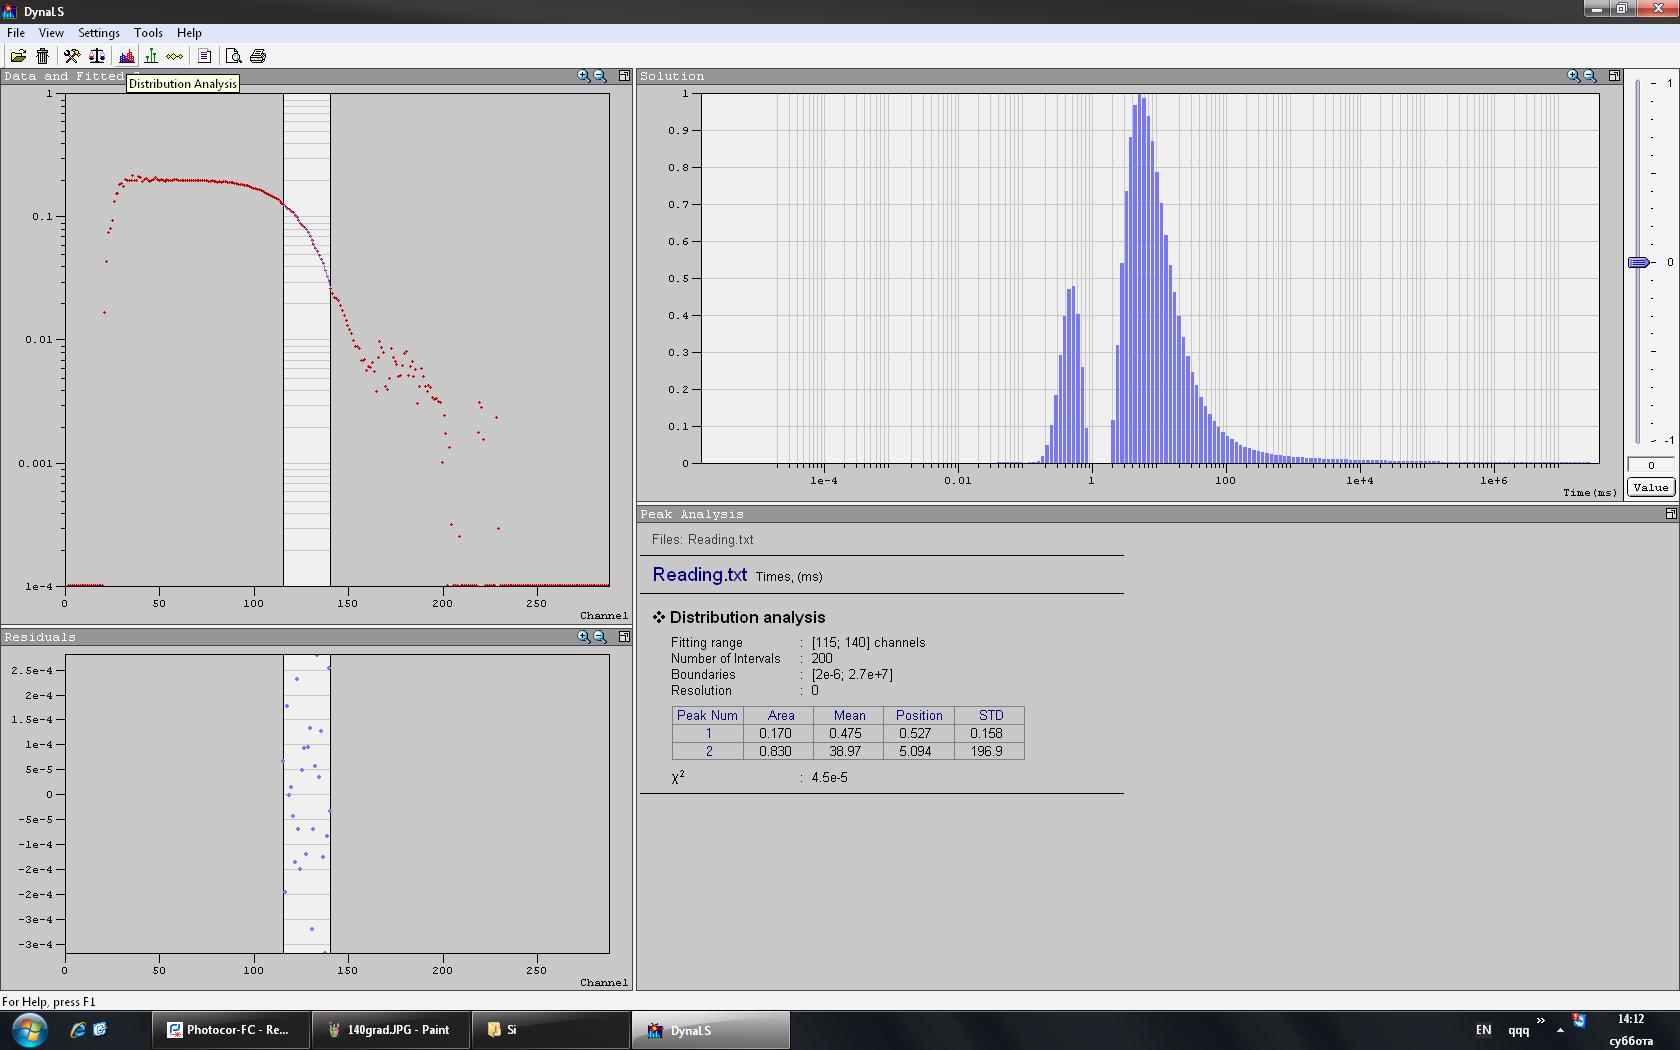 DynaLS
File View Settings Tools Help
Data and Fitted C
Distribution Analysis
1
0.1
0.01
0.001
1e-4
0 50 100 150 200 250
Channel
Residuals
2.5e-4
2e-4
1.5e-4
1e-4
5e-5
0
-5e-5
-1e-4
-2e-4
-2e-4
-3e-4
-3e-4
0 50 100 150 200 250
Channel
Solution
1
0.9
0.8
0.7
0.6
0.5
0.4
0.3
0.2
0.1
0
1e-4 0.01 1 100 1e+4 1e+6
Time(ms)
1
0
-1
0
Value
Peak Analysis
Files: Reading.txt
Reading.txt Times, (ms)
Distribution analysis
Fitting range : [115; 140] channels
Number of Intervals : 200
Boundaries : [2e-6; 2.7e+7]
Resolution : 0
Peak Num Area Mean Position STD
1 0.170 0.475 0.527 0.158
2 0.830 38.97 5.094 196.9
χ2 : 4.5e-5
For Help, press F1
Photocor-FC - Re... 140grad.JPG - Paint Si DynaLS EN qqq » 14:12
суббота